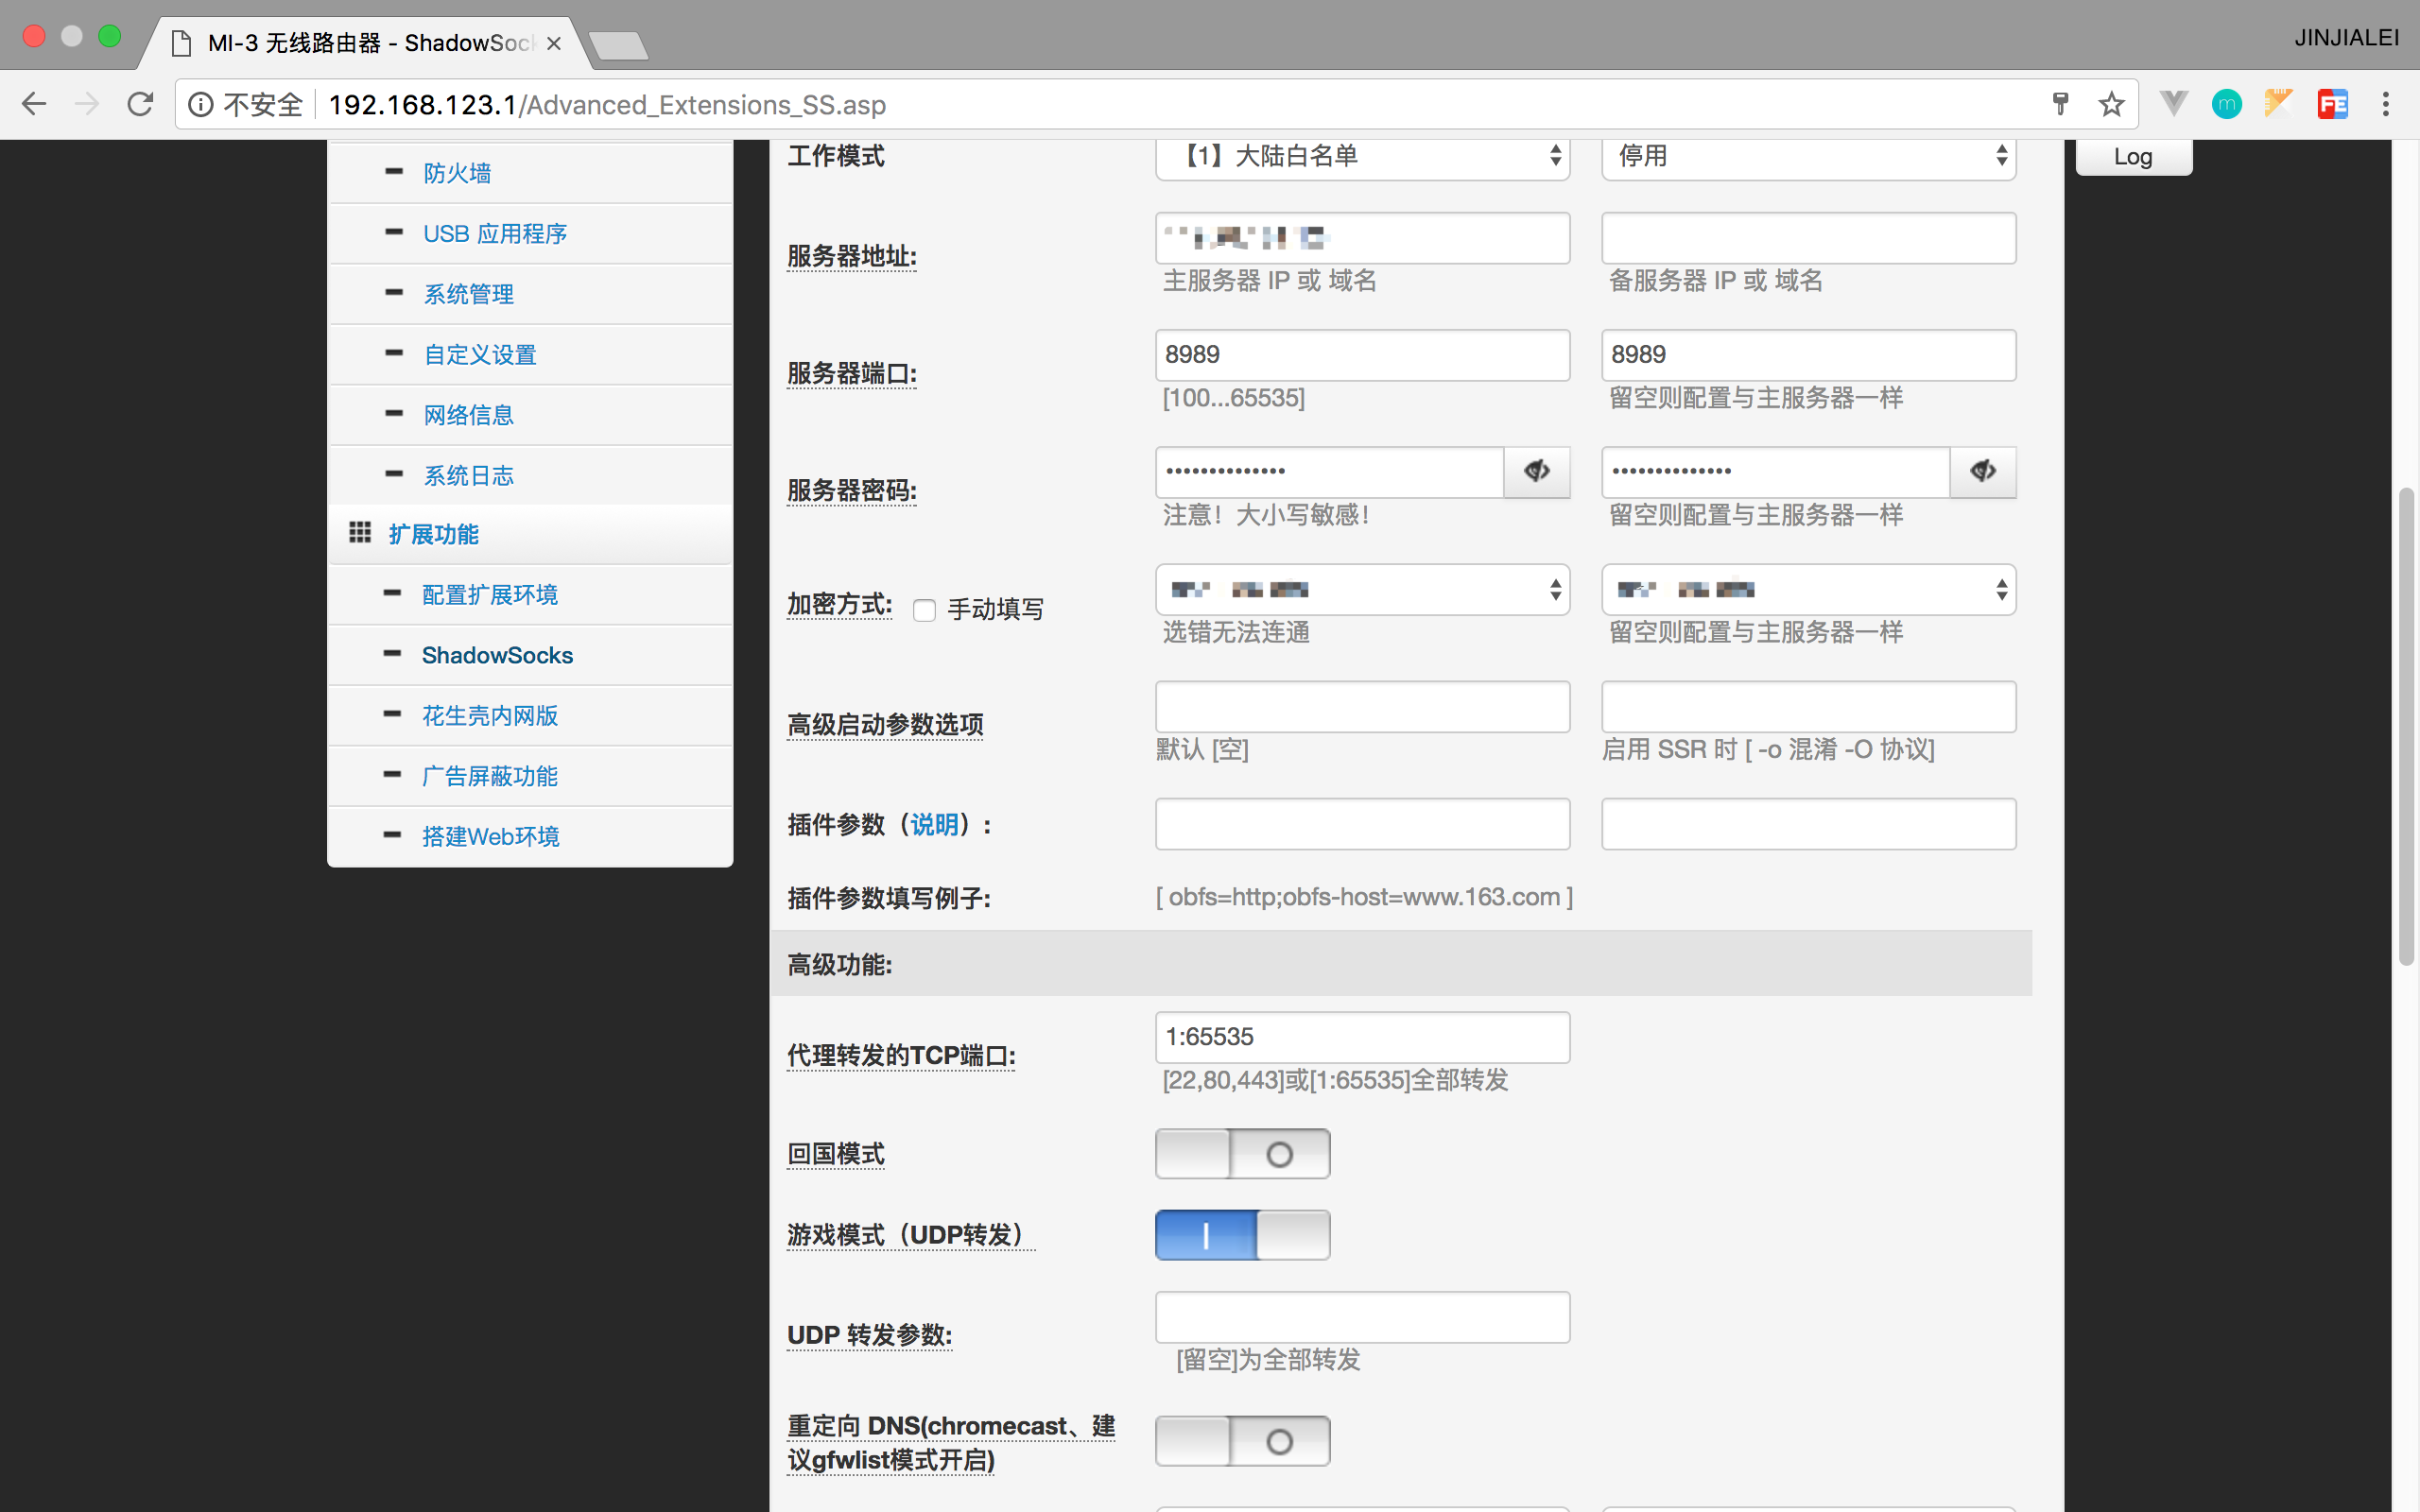 MI-3 无线路由器 - ShadowSoc
JINJIALEI
不安全 192.168.123.1/Advanced_Extensions_SS.asp
防火墙
USB 应用程序
系统管理
自定义设置
网络信息
系统日志
扩展功能
配置扩展环境
ShadowSocks
花生壳内网版
广告屏蔽功能
搭建Web环境
工作模式 【1】大陆白名单 停用
服务器地址:
主服务器 IP 或 域名 备服务器 IP 或 域名
服务器端口: 8989 8989
[100...65535] 留空则配置与主服务器一样
服务器密码: •••••••••••••• ••••••••••••••
注意！大小写敏感！ 留空则配置与主服务器一样
加密方式: 手动填写
选错无法连通 留空则配置与主服务器一样
高级启动参数选项
默认 [空] 启用 SSR 时 [ -o 混淆 -O 协议]
插件参数（说明）:
插件参数填写例子: [ obfs=http;obfs-host=www.163.com ]
高级功能:
代理转发的TCP端口: 1:65535
[22,80,443]或[1:65535]全部转发
回国模式
游戏模式（UDP转发）
UDP 转发参数:
[留空]为全部转发
重定向 DNS(chromecast、建
议gfwlist模式开启)
Log